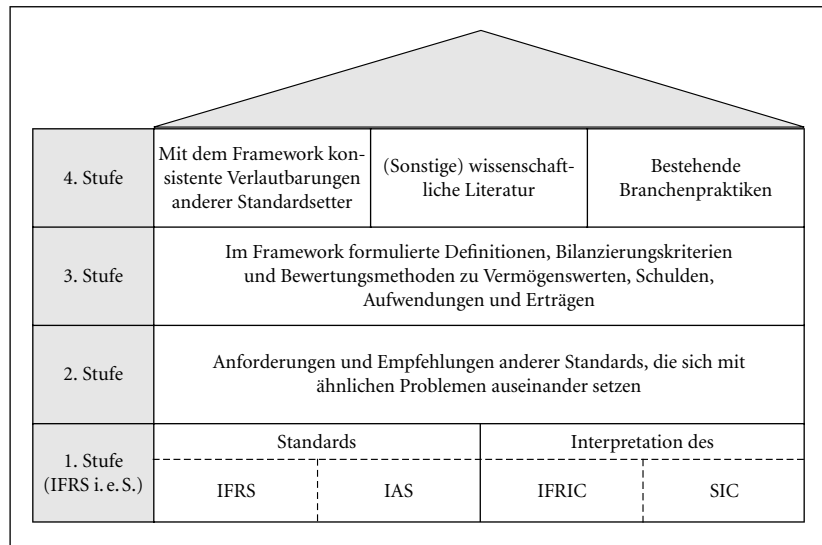 4. Stufe
Mit dem Framework kon-
sistente Verlautbarungen
anderer Standardsetter
(Sonstige) wissenschaft-
liche Literatur
Bestehende
Branchenpraktiken
3. Stufe
Im Framework formulierte Definitionen, Bilanzierungskriterien
und Bewertungsmethoden zu Vermögenswerten, Schulden,
Aufwendungen und Erträgen
2. Stufe
Anforderungen und Empfehlungen anderer Standards, die sich mit
ähnlichen Problemen auseinander setzen
1. Stufe
(IFRS i. e. S.)
Standards
Interpretation des
IFRS
IAS
IFRIC
SIC